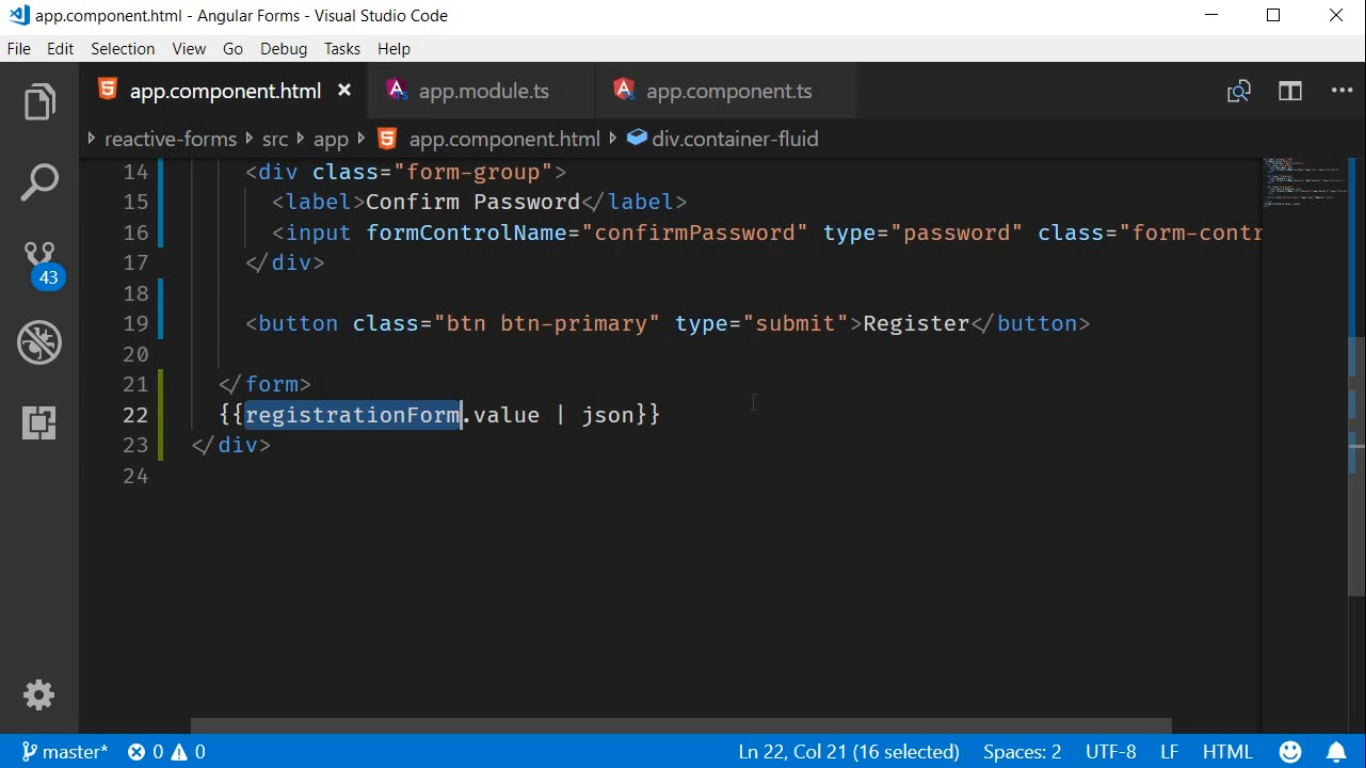 app.component.html - Angular Forms - Visual Studio Code
File Edit Selection View Go Debug Tasks Help
app.component.html app.module.ts app.component.ts
reactive-forms src app app.component.html div.container-fluid
14 <div class="form-group">
15 <label>Confirm Password</label>
16 <input formControlName="confirmPassword" type="password" class="form-contr
17 </div>
18
19 <button class="btn btn-primary" type="submit">Register</button>
20
21 </form>
22 {{registrationForm.value | json}}
23 </div>
24
43
master* 0 0 Ln 22, Col 21 (16 selected) Spaces: 2 UTF-8 LF HTML